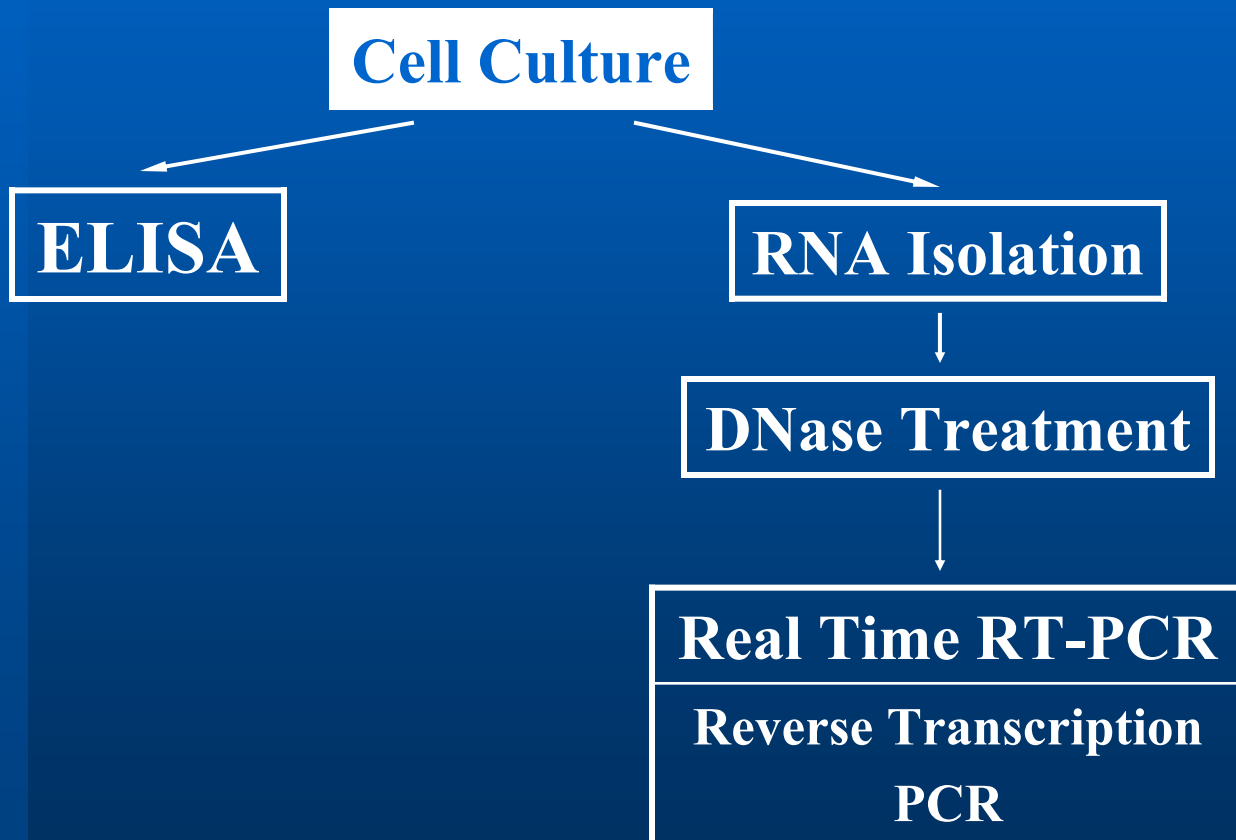 Cell Culture
ELISA
RNA Isolation
DNase Treatment
Real Time RT-PCR
Reverse Transcription
PCR